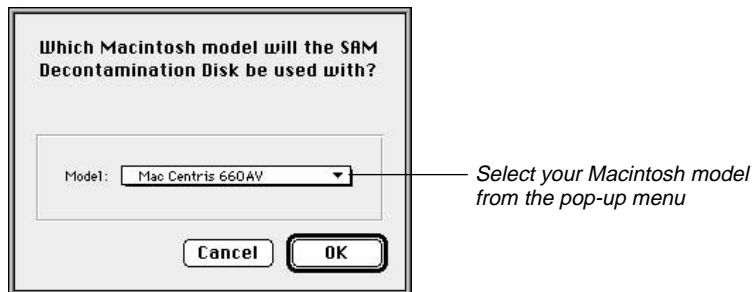 Which Macintosh model will the SAM
Decontamination Disk be used with?
Model: Mac Centris 660AV
Select your Macintosh model
from the pop-up menu
Cancel OK